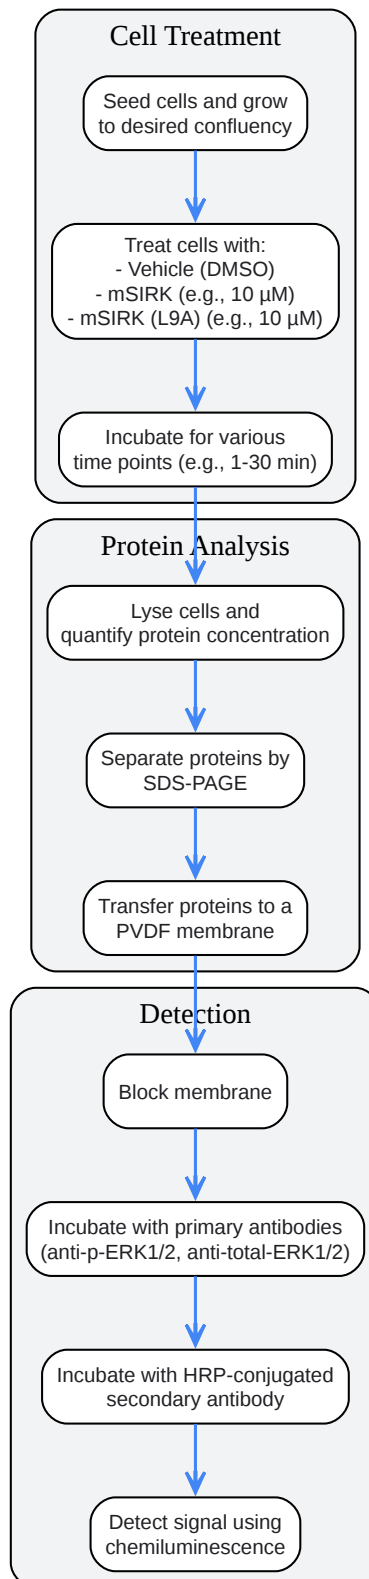 Cell Treatment
Seed cells and grow
to desired confluency
Treat cells with:
- Vehicle (DMSO)
- mSIRK (e.g., 10 µM)
- mSIRK (L9A) (e.g., 10 µM)
Incubate for various
time points (e.g., 1-30 min)
Protein Analysis
Lyse cells and
quantify protein concentration
Separate proteins by
SDS-PAGE
Transfer proteins to a
PVDF membrane
Detection
Block membrane
Incubate with primary antibodies
(anti-p-ERK1/2, anti-total-ERK1/2)
Incubate with HRP-conjugated
secondary antibody
Detect signal using
chemiluminescence